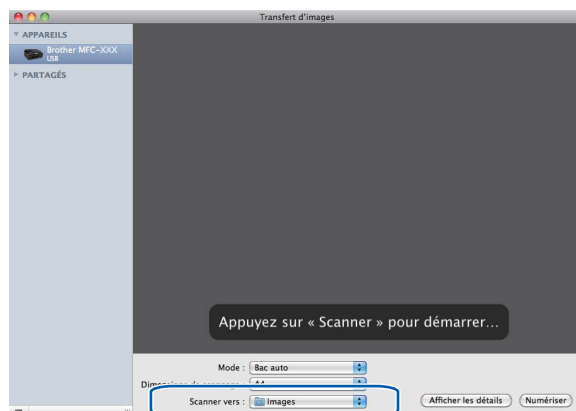 Transfert d'images
APPAREILS
Brother MFC-XXX
USB
PARTAGÉS
Appuyez sur « Scanner » pour démarrer...
Mode : Bac auto
A4
Scanner vers : Images
Afficher les détails
Numériser